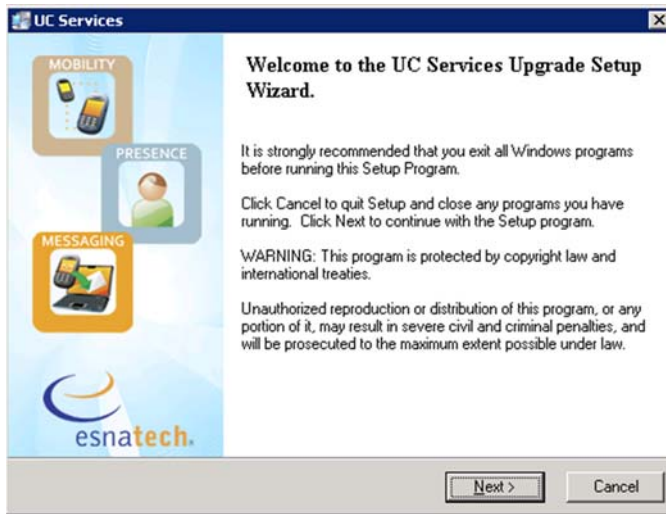 UC Services
MOBILITY
PRESENCE
MESSAGING
esnatech.
Welcome to the UC Services Upgrade Setup
Wizard.
It is strongly recommended that you exit all Windows programs
before running this Setup Program.
Click Cancel to quit Setup and close any programs you have
running. Click Next to continue with the Setup program.
WARNING: This program is protected by copyright law and
international treaties.
Unauthorized reproduction or distribution of this program, or any
portion of it, may result in severe civil and criminal penalties, and
will be prosecuted to the maximum extent possible under law.
Next >
Cancel